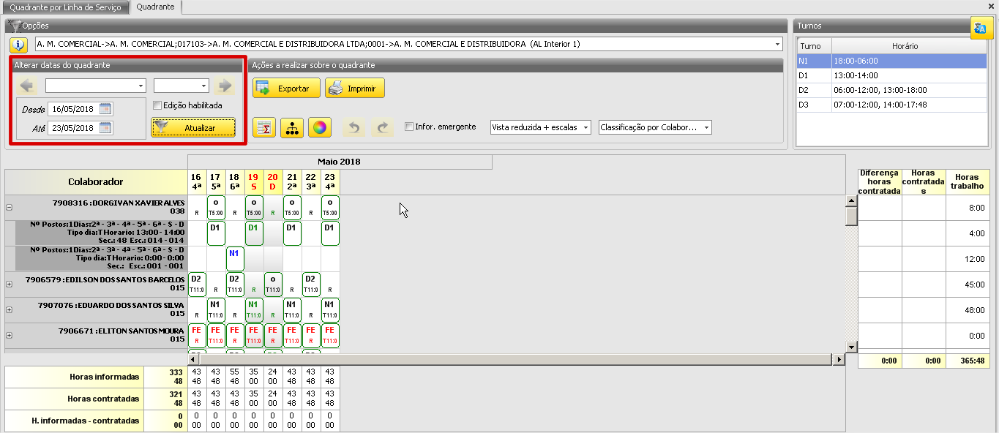 Quadrante por Linha de Serviço
Quadrante
Opções
A. M. COMERCIAL->A. M. COMERCIAL;017103->A. M. COMERCIAL E DISTRIBUIDORA LTDA;0001->A. M. COMERCIAL E DISTRIBUIDORA (AL Interior 1)
Alterar datas do quadrante
Desde 16/05/2018
Até 23/05/2018
Edição habilitada
Atualizar
Ações a realizar sobre o quadrante
Exportar
Imprimir
Infor. emergente
Vista reduzida + escalas
Classificação por Colabor...
Turnos
Turno Horário
N1 18:00-06:00
D1 13:00-14:00
D2 06:00-12:00, 13:00-18:00
D3 07:00-12:00, 14:00-17:48
Maio 2018
Colaborador
16 17 18 19 20 21 22 23
4ª 5ª 6ª S D 2ª 3ª 4ª
Diferença horas contratada
Horas contratadas
Horas trabalho
7908316 :DORGIVAN XAVIER ALVES
038
o o o o
R T5:00 R T5:00 R T5:00 R T5:00
8:00
Nº Postos:1Dias:2ª - 3ª - 4ª - 5ª - 6ª - S - D
Tipo dia:THorario: 13:00 - 14:00
Sec.: 48 Esc.: 014 - 014
D1 D1 D1 D1
4:00
Nº Postos:1Dias:2ª - 3ª - 4ª - 5ª - 6ª - S - D
Tipo dia:THorario: 0:00 - 0:00
Sec.: Esc.: 001 - 001
N1
12:00
7906579 :EDILSON DOS SANTOS BARCELOS
015
D2 D2 o D2
T11:0 R T11:0 R T11:0 R T11:0 R
45:00
7907076 :EDUARDO DOS SANTOS SILVA
015
N1 N1 N1 N1
R T11:0 R T11:0 R T11:0 R T11:0
48:00
7906671 :ELITON SANTOS MOURA
015
FE FE FE FE FE FE FE FE
R T11:0 R T11:0 R T11:0 R T11:0
0:00
0:00 0:00 365:48
Horas informadas 333 43 43 55 35 24 43 43 43
48 48 48 48 00 00 48 48 48
Horas contratadas 321 43 43 43 35 24 43 43 43
48 48 48 48 00 00 48 48 48
H. informadas - contratadas 0 0 0 0 0 0 0 0 0
00 00 00 00 00 00 00 00 00